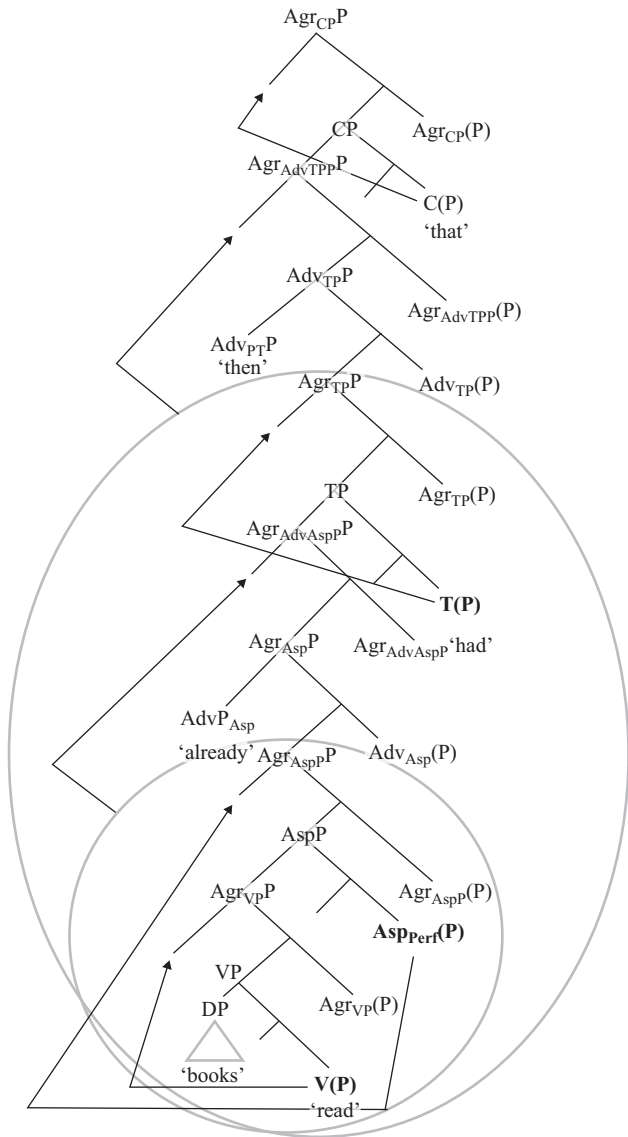 Agr_CP P
CP
Agr_CP(P)
Agr_AdvTPP P
C(P)
‘that’
Adv_TP P
Agr_AdvTPP(P)
Adv_PT P
‘then’
Adv_TP(P)
Agr_TP P
Agr_TP(P)
TP
Agr_AdvAspP P
T(P)
Agr_Asp P
Agr_AdvAsp P ‘had’
AdvP_Asp
‘already’
Adv_Asp(P)
Agr_AspP P
AspP
Agr_VP P
Agr_AspP(P)
Asp_Perf(P)
VP
DP
Agr_VP(P)
‘books’
V(P)
‘read’